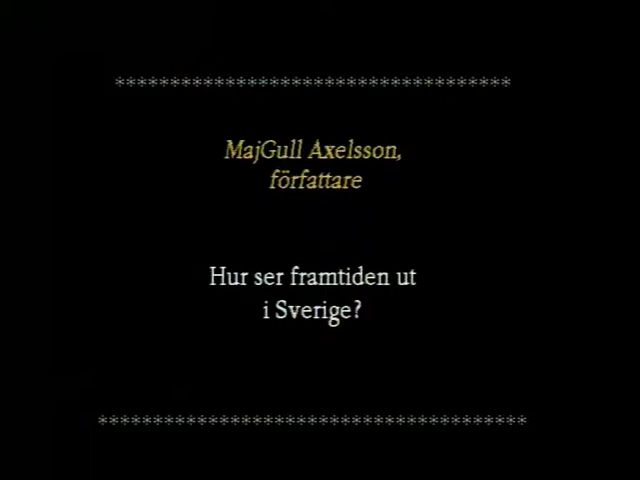 ************************************
MajGull Axelsson,
författare
Hur ser framtiden ut
i Sverige?
***************************************